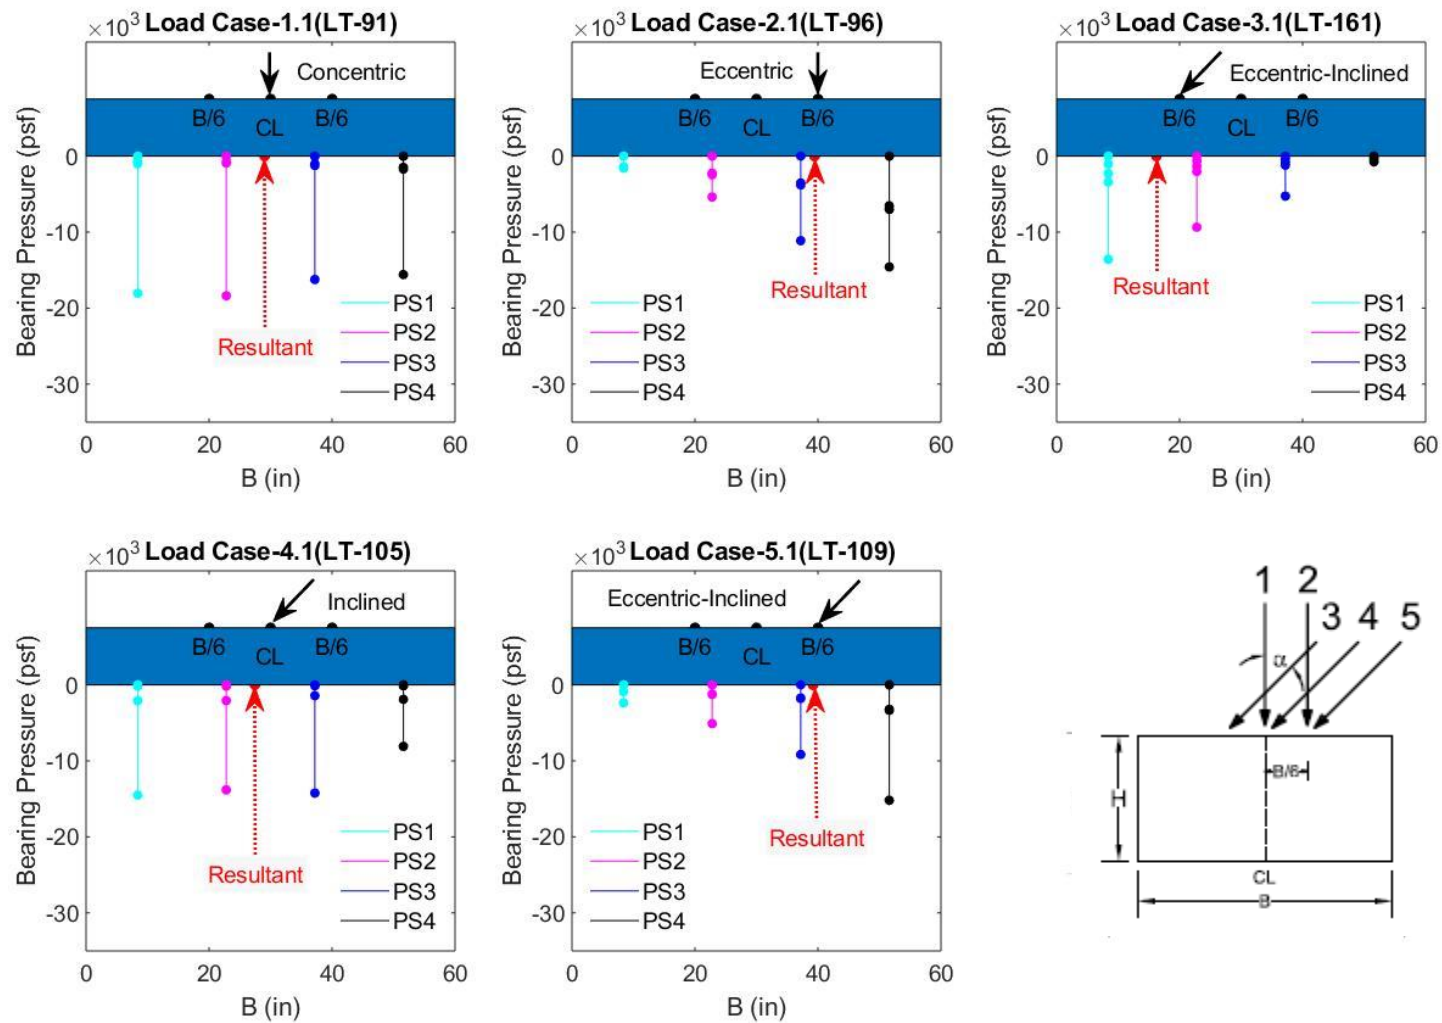 ×10³ Load Case-1.1(LT-91)
Concentric
B/6 CL B/6
0
-10
-20
-30
Bearing Pressure (psf)
Resultant
PS1
PS2
PS3
PS4
0 20 40 60
B (in)
×10³ Load Case-2.1(LT-96)
Eccentric
B/6 CL B/6
0
-10
-20
-30
Bearing Pressure (psf)
Resultant
PS1
PS2
PS3
PS4
0 20 40 60
B (in)
×10³ Load Case-3.1(LT-161)
Eccentric-Inclined
B/6 CL B/6
0
-10
-20
-30
Bearing Pressure (psf)
Resultant
PS1
PS2
PS3
PS4
0 20 40 60
B (in)
×10³ Load Case-4.1(LT-105)
Inclined
B/6 CL B/6
0
-10
-20
-30
Bearing Pressure (psf)
Resultant
PS1
PS2
PS3
PS4
0 20 40 60
B (in)
×10³ Load Case-5.1(LT-109)
Eccentric-Inclined
B/6 CL B/6
0
-10
-20
-30
Bearing Pressure (psf)
Resultant
PS1
PS2
PS3
PS4
0 20 40 60
B (in)
1 2
3 4 5
α
B/6
H
CL
B